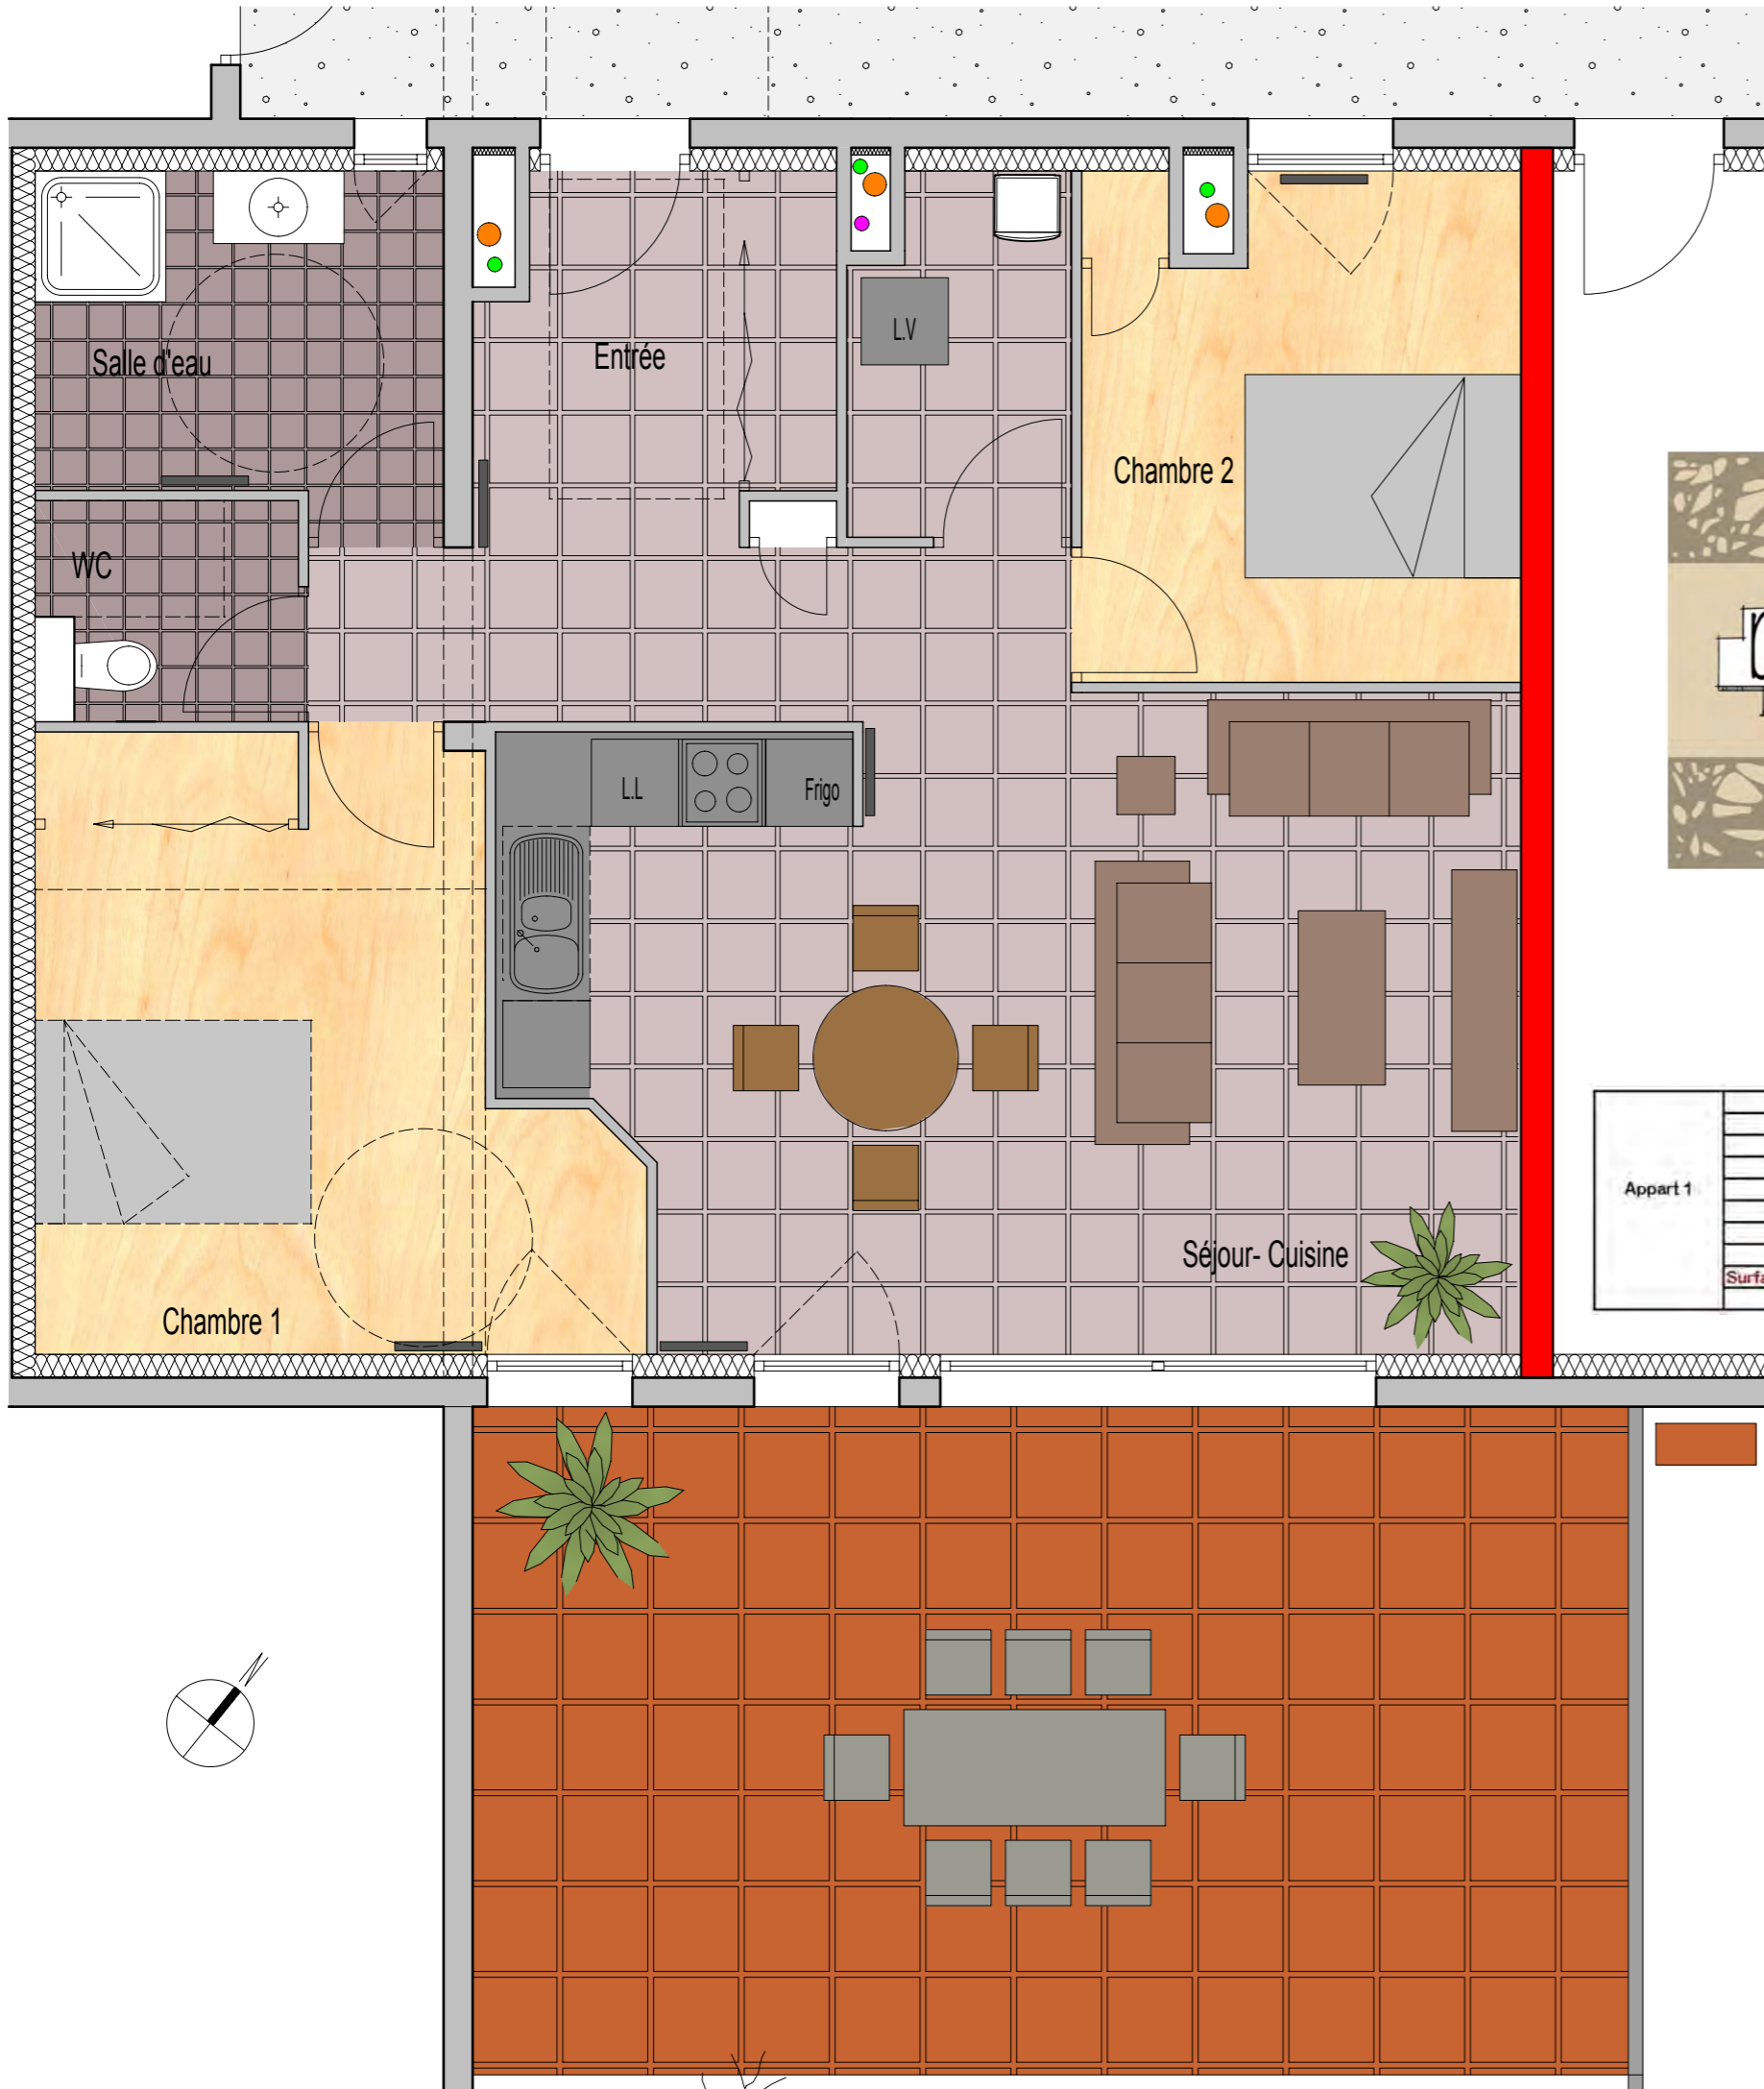 L.V
Salle d'eau
Entrée
Chambre 2
WC
L.L
Frigo
Appart 1
Séjour- Cuisine
Surfa
Chambre 1